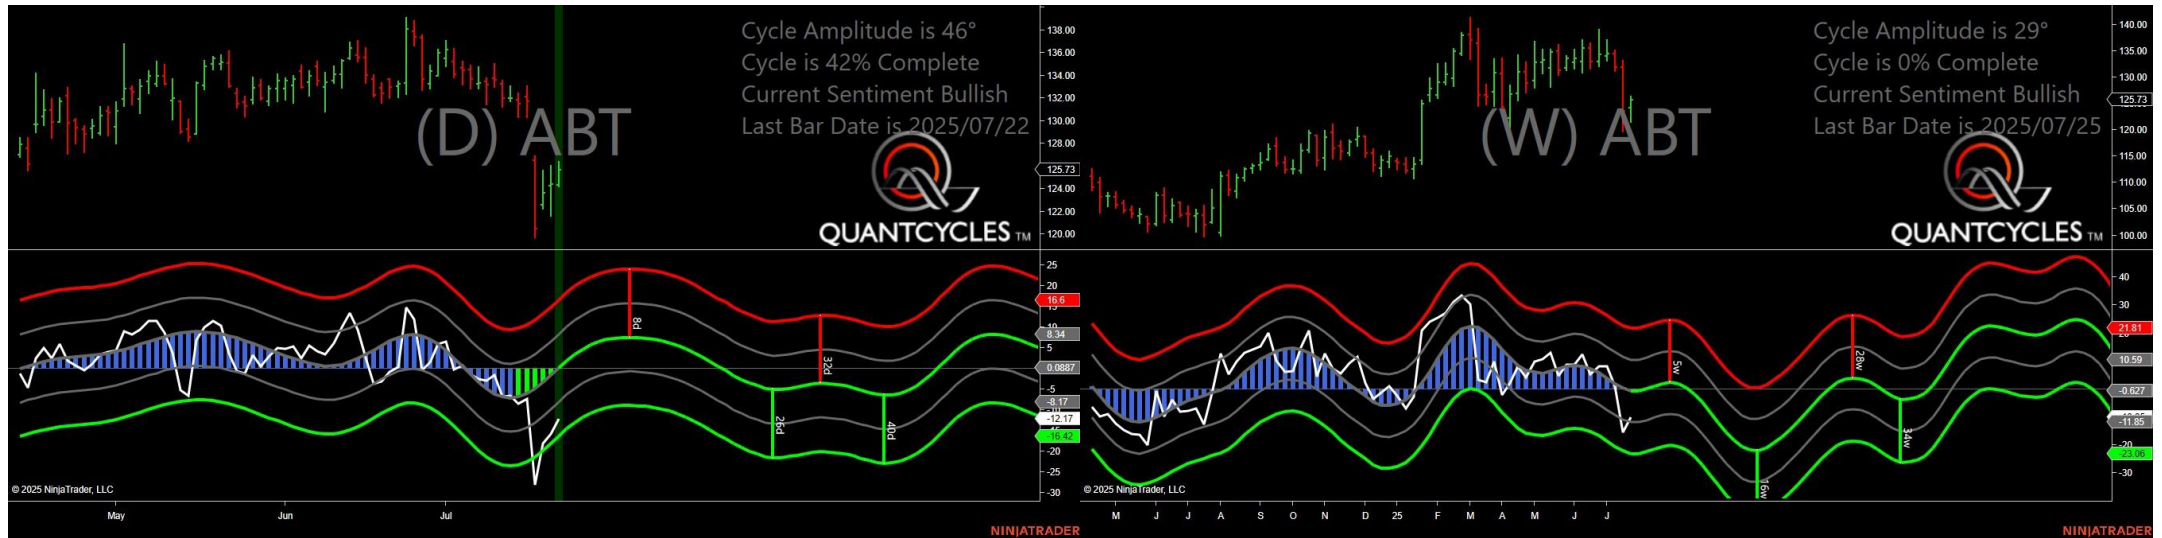 Cycle Amplitude is 46°
Cycle is 42% Complete
Current Sentiment Bullish
Last Bar Date is 2025/07/22
(D) ABT
QUANTCYCLES TM
138.00
136.00
134.00
132.00
130.00
128.00
125.73
124.00
122.00
120.00
25
20
16.6
10
8.34
5
0.0887
-5
-8.17
-12.17
-16.42
-20
-25
-30
8d
32d
26d
40d
© 2025 NinjaTrader, LLC
May Jun Jul
NINJATRADER
Cycle Amplitude is 29°
Cycle is 0% Complete
Current Sentiment Bullish
Last Bar Date is 2025/07/25
(W) ABT
QUANTCYCLES TM
140.00
135.00
130.00
125.73
120.00
115.00
110.00
105.00
100.00
40
30
21.81
10.59
-0.627
-11.85
-20
-23.06
-30
5w
28w
16w
34w
© 2025 NinjaTrader, LLC
M J J A S O N D 25 F M A M J J
NINJATRADER